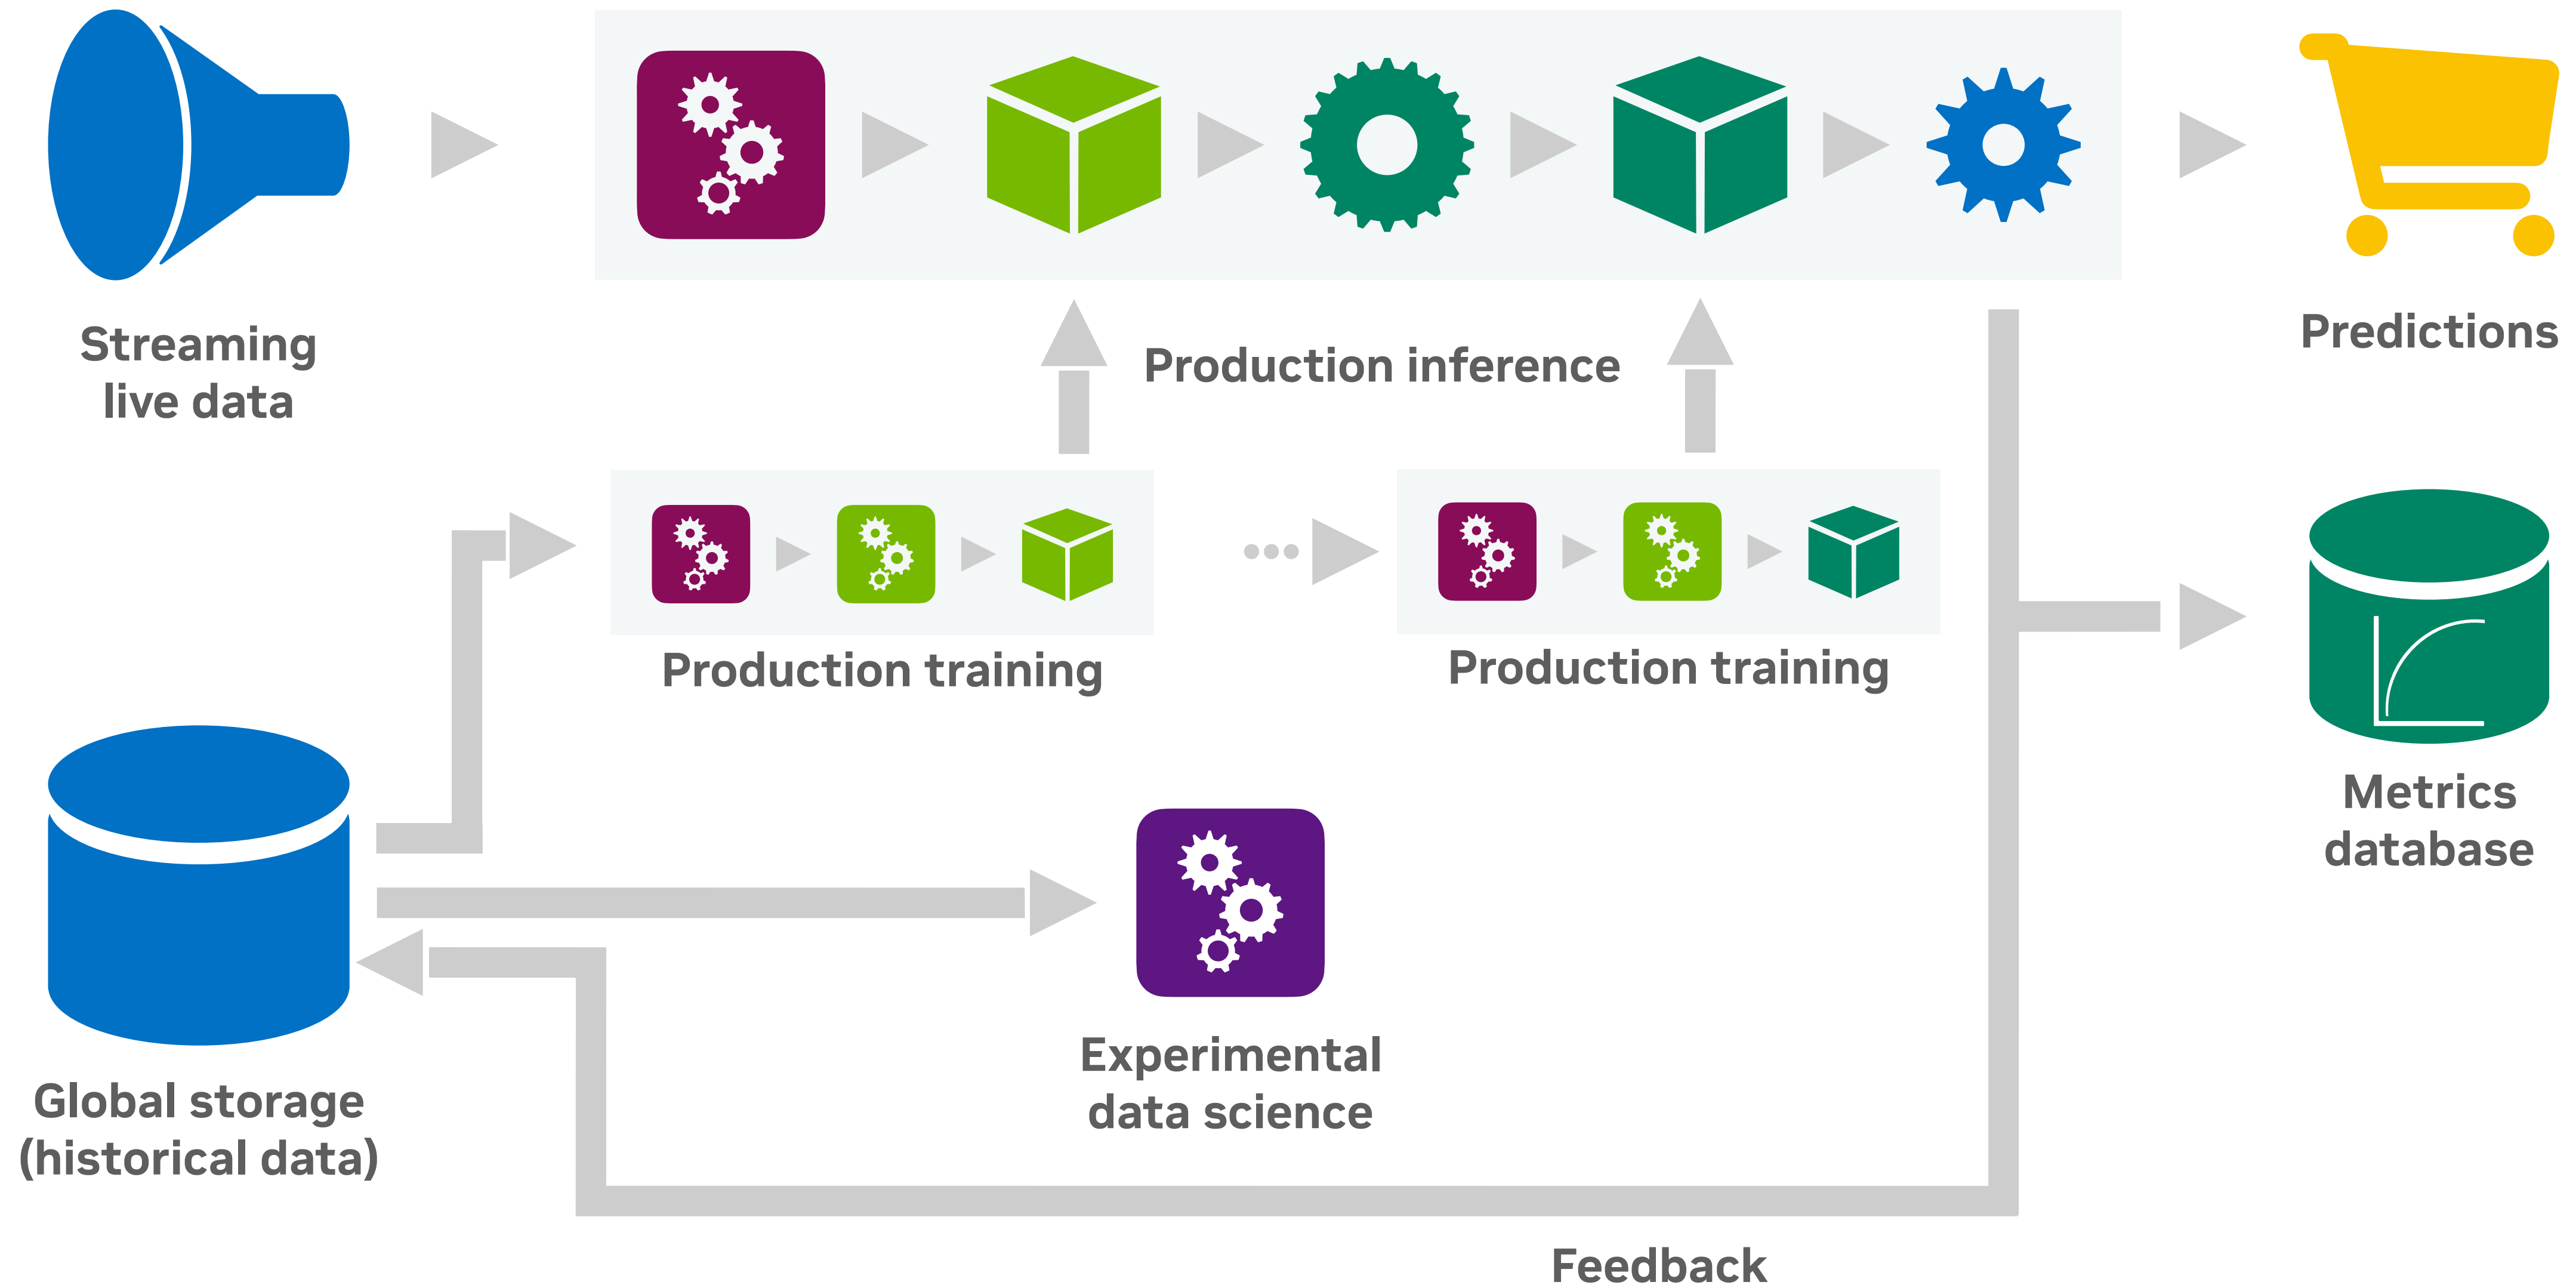 Streaming
live data
Production inference
Predictions
Production training
Production training
Metrics
database
Global storage
(historical data)
Experimental
data science
Feedback